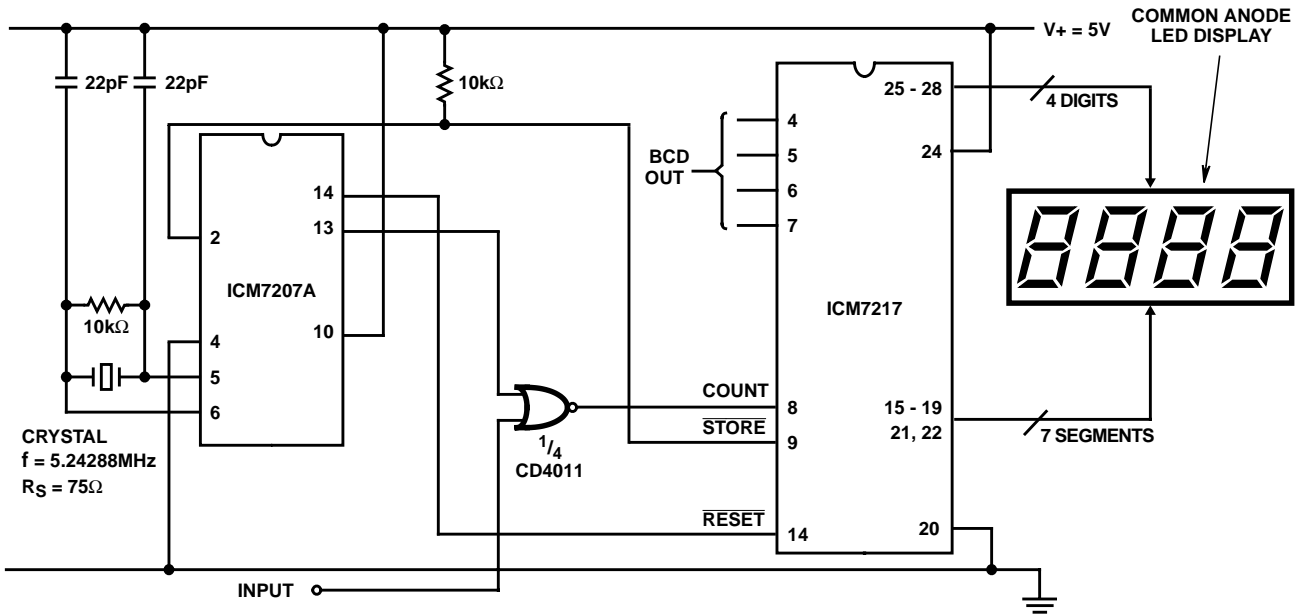 COMMON ANODE
LED DISPLAY
V+ = 5V
22pF
22pF
10kΩ
25 - 28
4 DIGITS
24
BCD
OUT
4
5
6
7
14
13
2
ICM7207A
10
10kΩ
4
5
6
ICM7217
CRYSTAL
f = 5.24288MHz
RS = 75Ω
1/4
CD4011
COUNT
8
STORE
9
15 - 19
21, 22
7 SEGMENTS
RESET
14
20
INPUT
8888